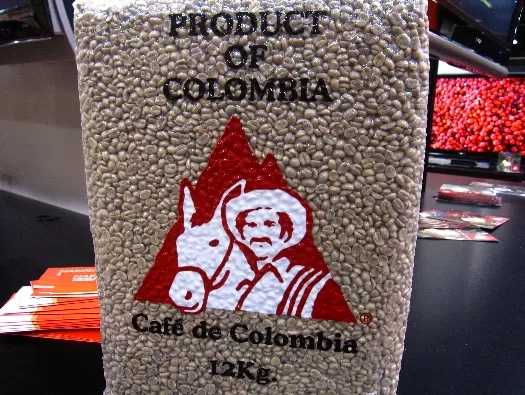 PRODUCT
OF
COLOMBIA
®
Café de Colombia
12Kg.